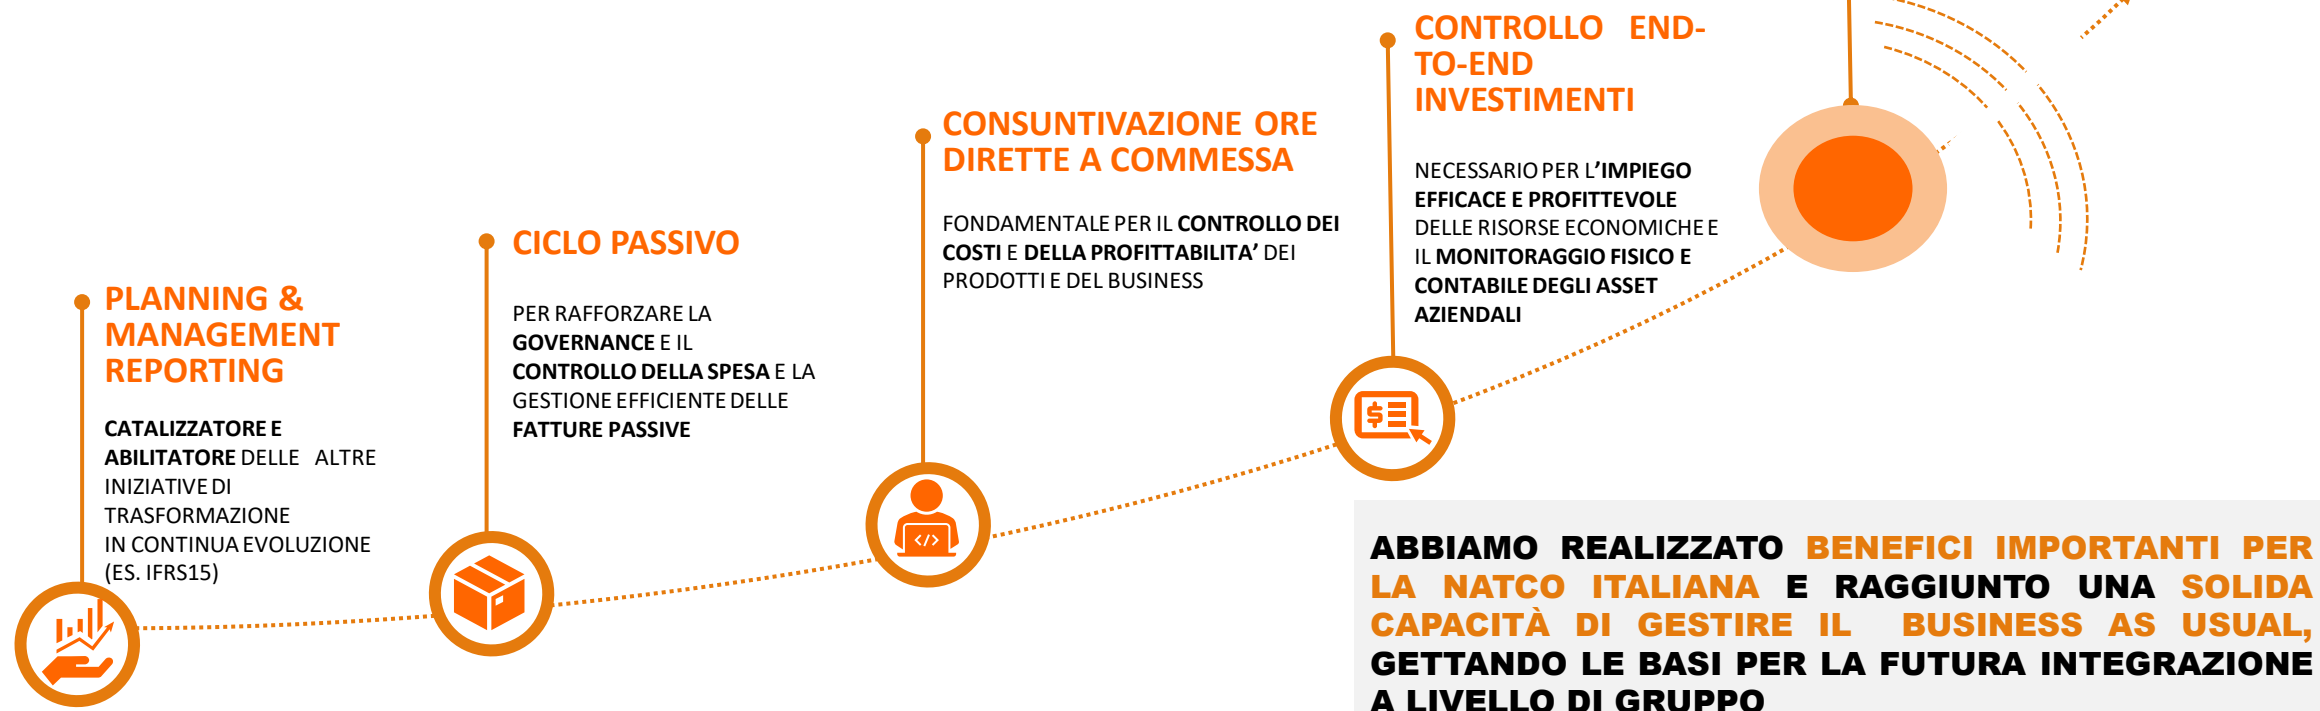 PLANNING &
MANAGEMENT
REPORTING
CATALIZZATORE E
ABILITATORE DELLE ALTRE
INIZIATIVE DI
TRASFORMAZIONE
IN CONTINUA EVOLUZIONE
(ES. IFRS15)
CICLO PASSIVO
PER RAFFORZARE LA
GOVERNANCE E IL
CONTROLLO DELLA SPESA E LA
GESTIONE EFFICIENTE DELLE
FATTURE PASSIVE
CONSUNTIVAZIONE ORE
DIRETTE A COMMESSA
FONDAMENTALE PER IL CONTROLLO DEI
COSTI E DELLA PROFITTABILITA' DEI
PRODOTTI E DEL BUSINESS
CONTROLLO END-
TO-END
INVESTIMENTI
NECESSARIO PER L'IMPIEGO
EFFICACE E PROFITTEVOLE
DELLE RISORSE ECONOMICHE E
IL MONITORAGGIO FISICO E
CONTABILE DEGLI ASSET
AZIENDALI
ABBIAMO REALIZZATO BENEFICI IMPORTANTI PER
LA NATCO ITALIANA E RAGGIUNTO UNA SOLIDA
CAPACITÀ DI GESTIRE IL BUSINESS AS USUAL,
GETTANDO LE BASI PER LA FUTURA INTEGRAZIONE
A LIVELLO DI GRUPPO